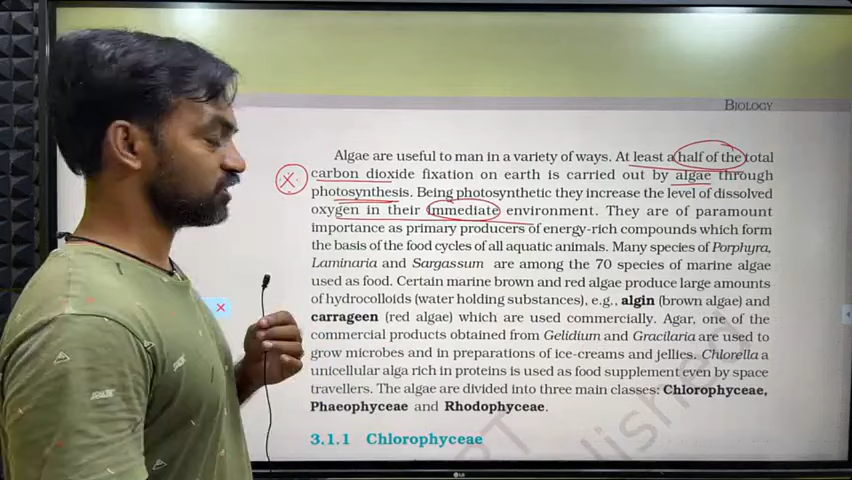 BIOLOGY
Algae are useful to man in a variety of ways. At least a half of the total
carbon dioxide fixation on earth is carried out by algae through
photosynthesis. Being photosynthetic they increase the level of dissolved
oxygen in their immediate environment. They are of paramount
importance as primary producers of energy-rich compounds which form
the basis of the food cycles of all aquatic animals. Many species of Porphyra,
Laminaria and Sargassum are among the 70 species of marine algae
used as food. Certain marine brown and red algae produce large amounts
of hydrocolloids (water holding substances), e.g., algin (brown algae) and
carrageen (red algae) which are used commercially. Agar, one of the
commercial products obtained from Gelidium and Gracilaria are used to
grow microbes and in preparations of ice-creams and jellies. Chlorella a
unicellular alga rich in proteins is used as food supplement even by space
travellers. The algae are divided into three main classes: Chlorophyceae,
Phaeophyceae and Rhodophyceae.
3.1.1 Chlorophyceae
LG